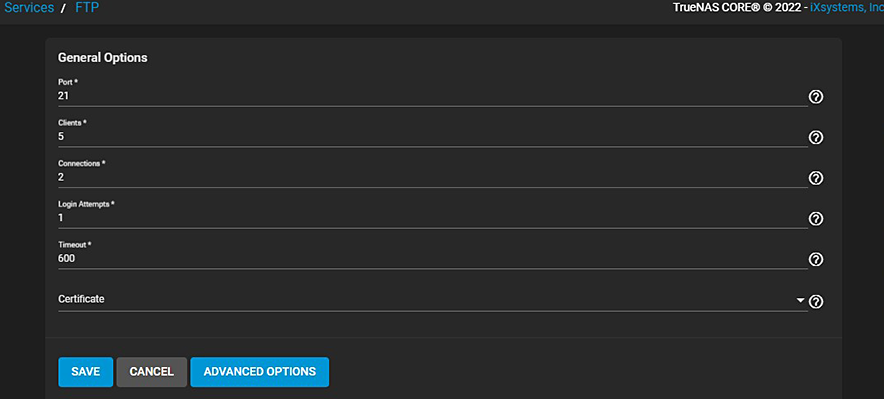 Services / FTP
TrueNAS CORE® © 2022 - iXsystems, Inc
General Options
Port *
21
Clients *
5
Connections *
2
Login Attempts *
1
Timeout *
600
Certificate
SAVE CANCEL ADVANCED OPTIONS